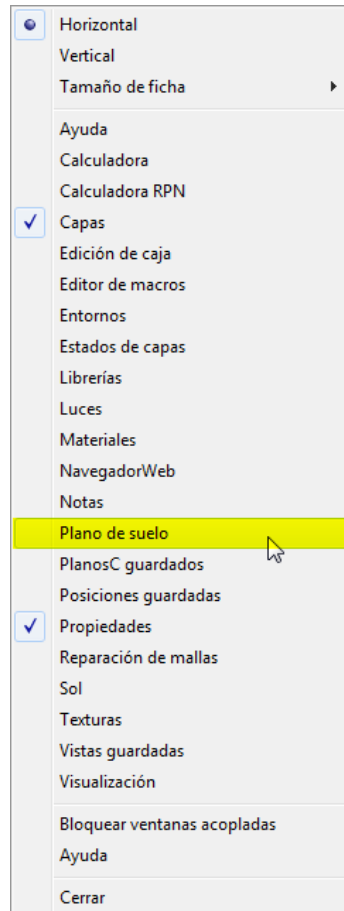 Horizontal
Vertical
Tamaño de ficha
Ayuda
Calculadora
Calculadora RPN
Capas
Edición de caja
Editor de macros
Entornos
Estados de capas
Librerías
Luces
Materiales
NavegadorWeb
Notas
Plano de suelo
PlanosC guardados
Posiciones guardadas
Propiedades
Reparación de mallas
Sol
Texturas
Vistas guardadas
Visualización
Bloquear ventanas acopladas
Ayuda
Cerrar